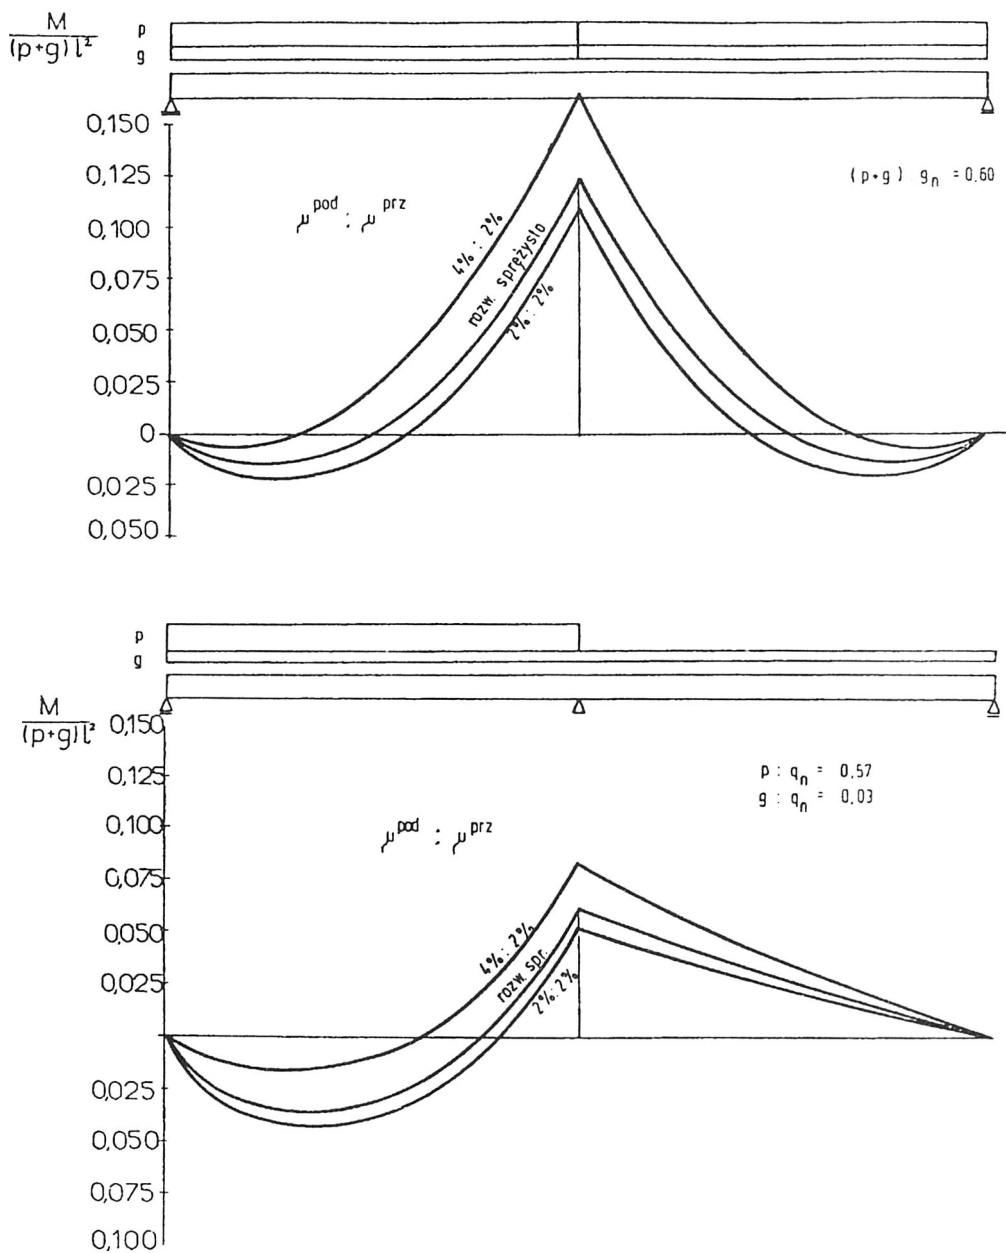 M
(p+g)l²
p
g
0,150
0,125
0,100
0,075
0,050
0,025
0
0,025
0,050
(p+g) g_n = 0,60
μ^pod : μ^prz
4% : 2%
rozw. sprężysto
2% : 2%
p
g
M
(p+g)l²
0,150
0,125
0,100
0,075
0,050
0,025
0,025
0,050
0,075
0,100
p : q_n = 0,57
g : q_n = 0,03
μ^pod : μ^prz
4% : 2%
rozw. spr.
2% : 2%